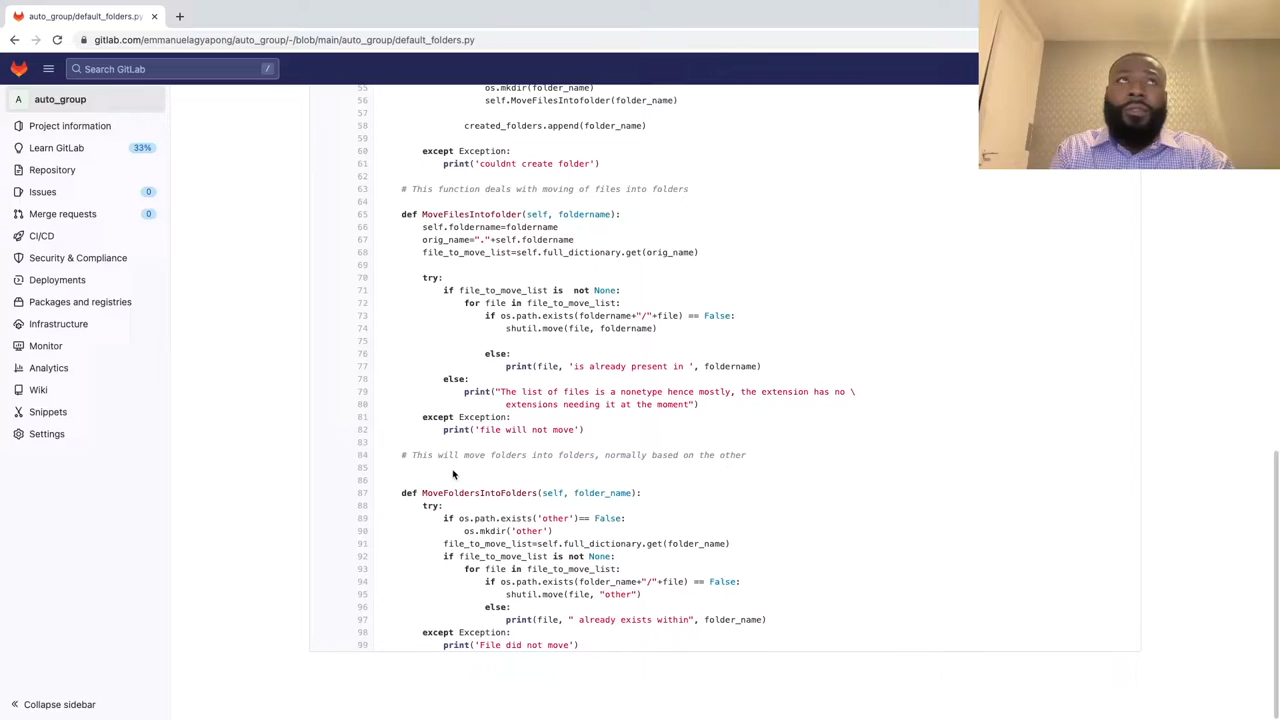 auto_group/default_folders.py
gitlab.com/emmanuelagyapong/auto_group/-/blob/main/auto_group/default_folders.py
Search GitLab /
A auto_group
Project information
Learn GitLab 33%
Repository
Issues 0
Merge requests 0
CI/CD
Security & Compliance
Deployments
Packages and registries
Infrastructure
Monitor
Analytics
Wiki
Snippets
Settings
Collapse sidebar
55 os.mkdir(folder_name)
56 self.MoveFilesIntofolder(folder_name)
57
58 created_folders.append(folder_name)
59
60 except Exception:
61 print('couldnt create folder')
62
63 # This function deals with moving of files into folders
64
65 def MoveFilesIntofolder(self, foldername):
66 self.foldername=foldername
67 orig_name="."+self.foldername
68 file_to_move_list=self.full_dictionary.get(orig_name)
69
70 try:
71 if file_to_move_list is  not None:
72 for file in file_to_move_list:
73 if os.path.exists(foldername+"/"+file) == False:
74 shutil.move(file, foldername)
75
76 else:
77 print(file, 'is already present in ', foldername)
78 else:
79 print("The list of files is a nonetype hence mostly, the extension has no \
80 extensions needing it at the moment")
81 except Exception:
82 print('file will not move')
83
84 # This will move folders into folders, normally based on the other
85
86
87 def MoveFoldersIntoFolders(self, folder_name):
88 try:
89 if os.path.exists('other')== False:
90 os.mkdir('other')
91 file_to_move_list=self.full_dictionary.get(folder_name)
92 if file_to_move_list is not None:
93 for file in file_to_move_list:
94 if os.path.exists(folder_name+"/"+file) == False:
95 shutil.move(file, "other")
96 else:
97 print(file, " already exists within", folder_name)
98 except Exception:
99 print('File did not move')